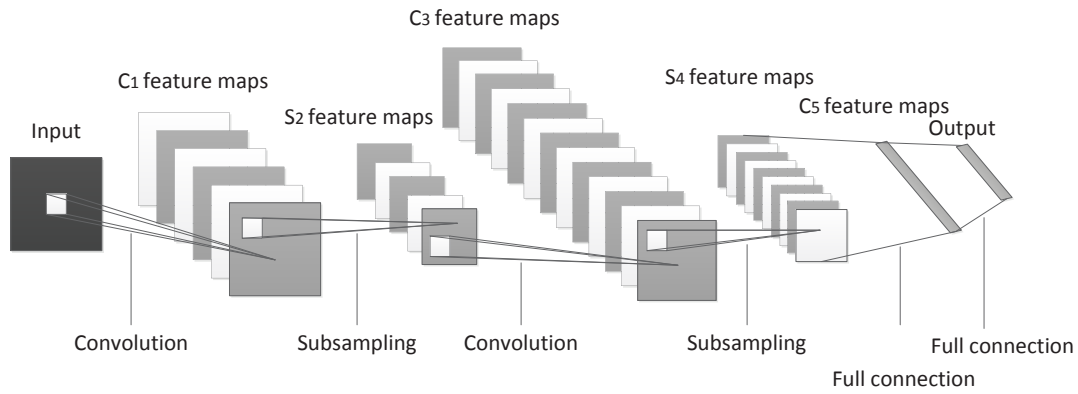 C3 feature maps
C1 feature maps
S4 feature maps
S2 feature maps
C5 feature maps
Input
Output
Convolution
Subsampling
Convolution
Subsampling
Full connection
Full connection